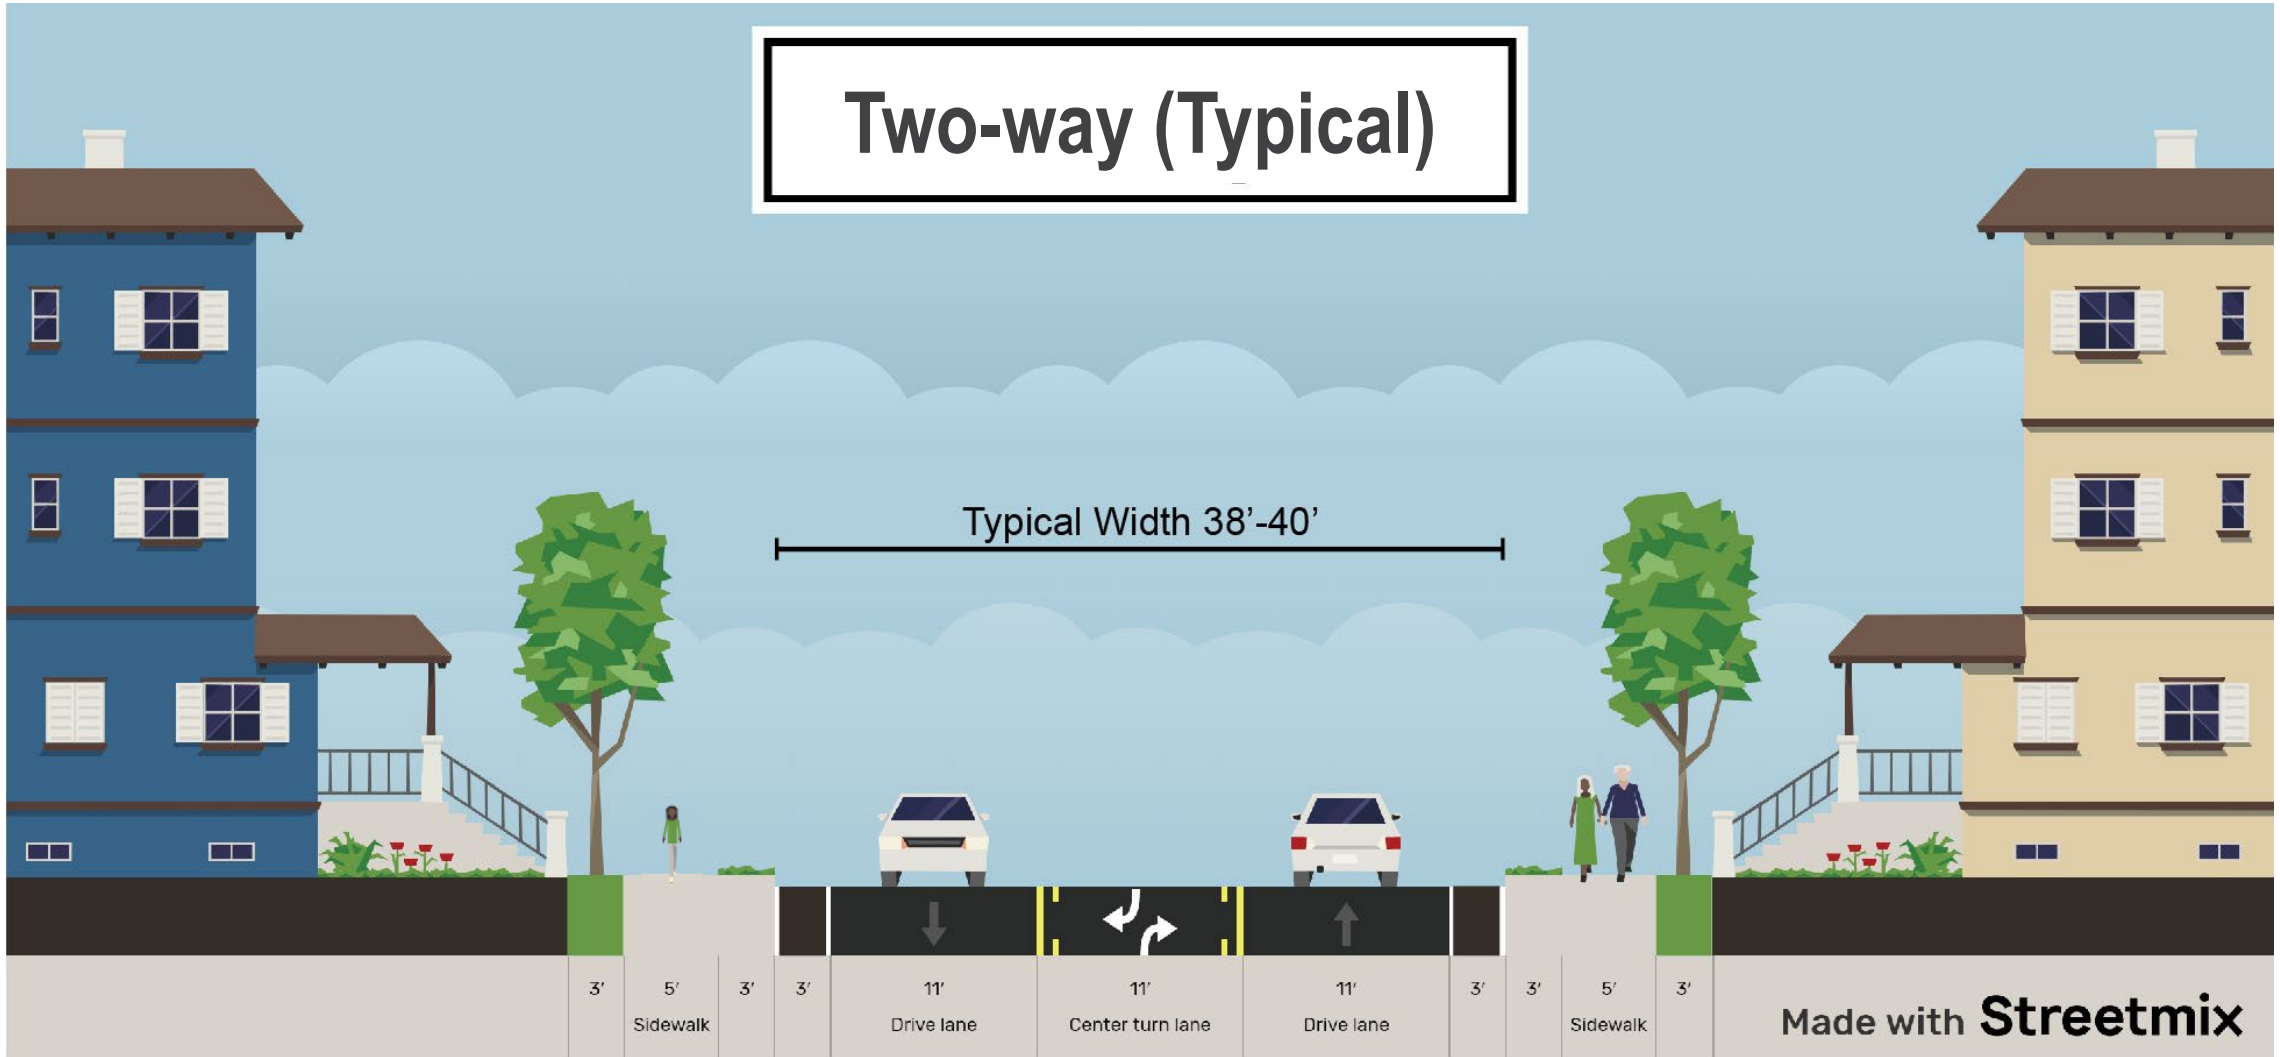 Two-way (Typical)
Typical Width 38’-40’
3′ 5′ 3′ 3′ 11′ 11′ 11′ 3′ 3′ 5′ 3′
Sidewalk Drive lane Center turn lane Drive lane Sidewalk
Made with Streetmix